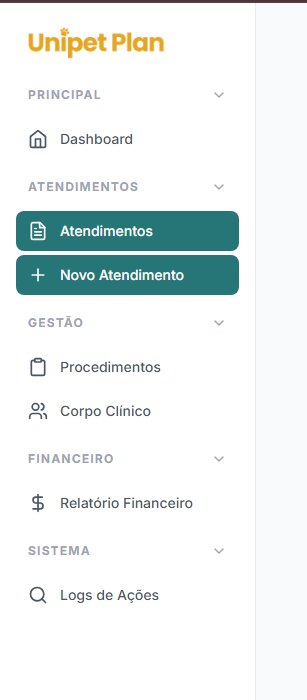 Unipet Plan
PRINCIPAL
Dashboard
ATENDIMENTOS
Atendimentos
Novo Atendimento
GESTÃO
Procedimentos
Corpo Clínico
FINANCEIRO
Relatório Financeiro
SISTEMA
Logs de Ações